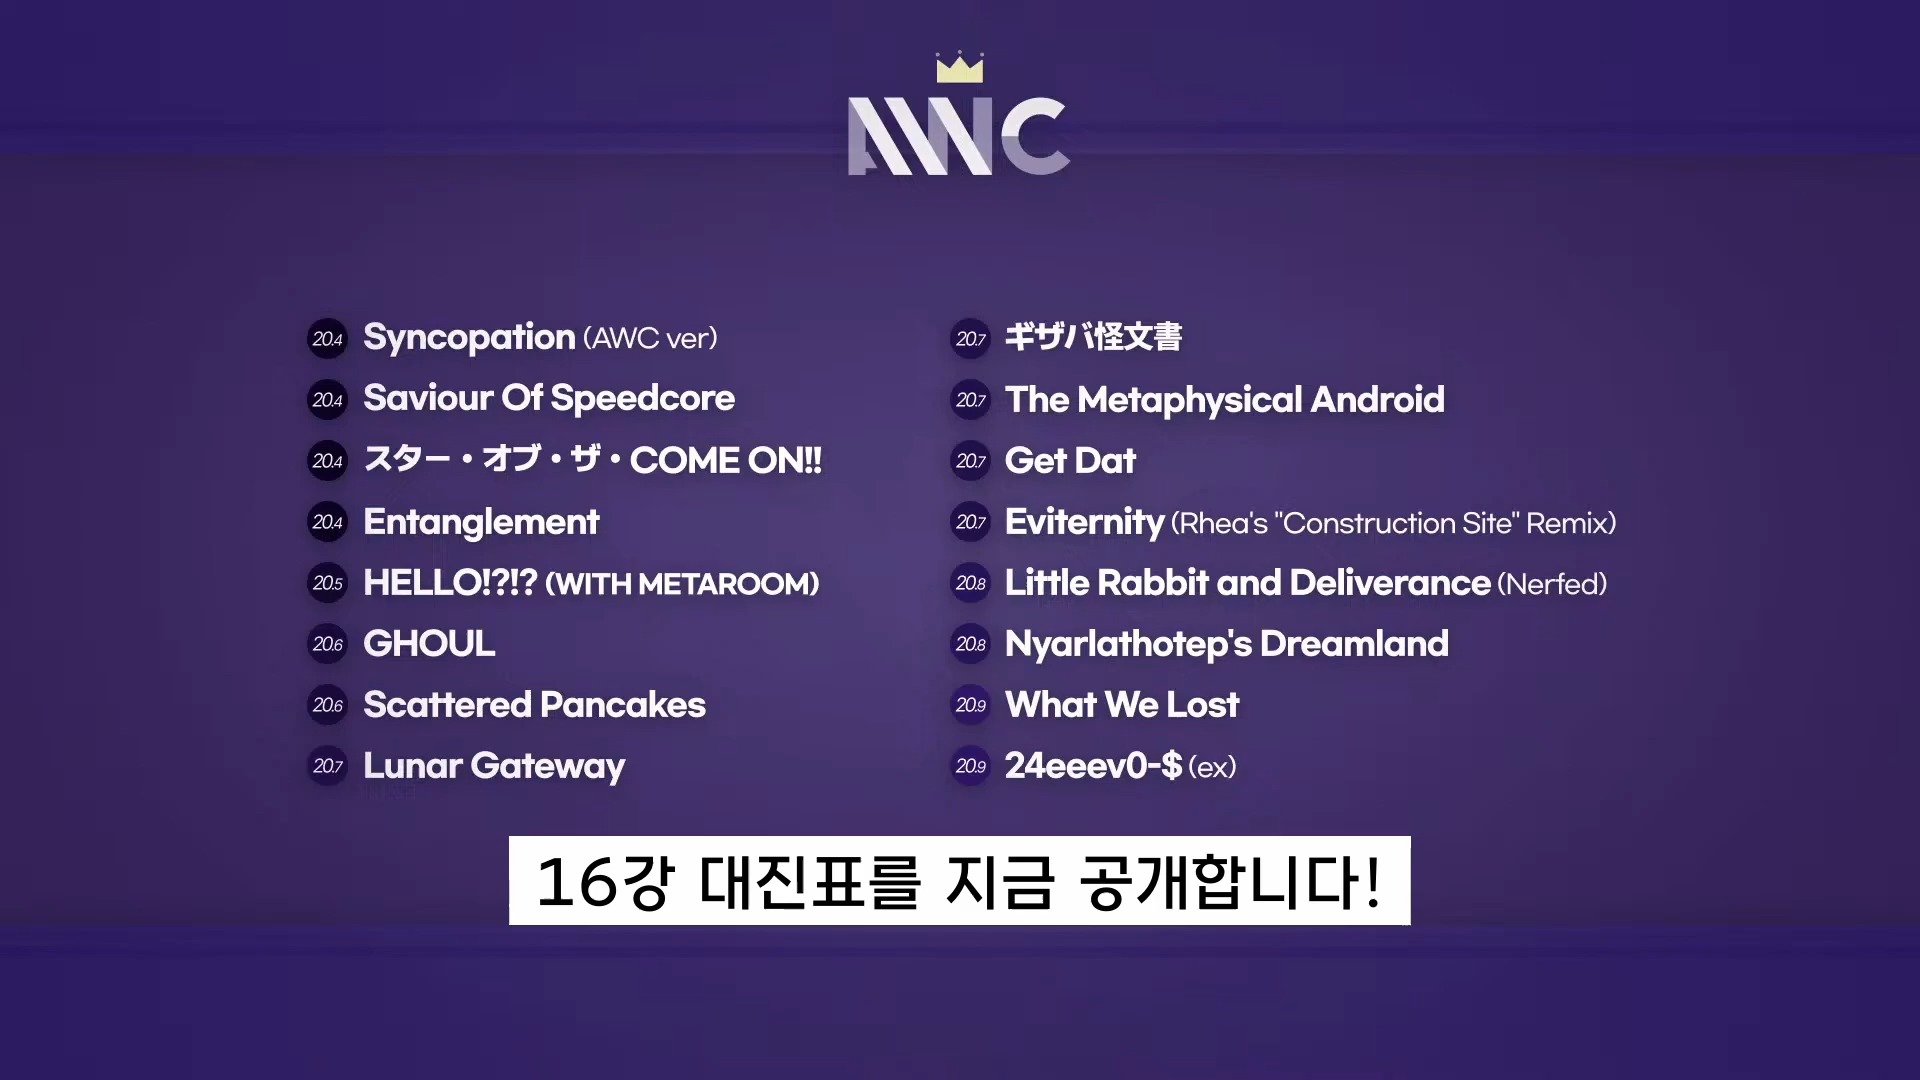 AWC
20.4 Syncopation (AWC ver)
20.4 Saviour Of Speedcore
20.4 スター・オブ・ザ・COME ON!!
20.4 Entanglement
20.5 HELLO!?!? (WITH METAROOM)
20.6 GHOUL
20.6 Scattered Pancakes
20.7 Lunar Gateway
20.7 ギザバ怪文書
20.7 The Metaphysical Android
20.7 Get Dat
20.7 Eviternity (Rhea's "Construction Site" Remix)
20.8 Little Rabbit and Deliverance (Nerfed)
20.8 Nyarlathotep's Dreamland
20.9 What We Lost
20.9 24eeev0-$ (ex)
16강 대진표를 지금 공개합니다!